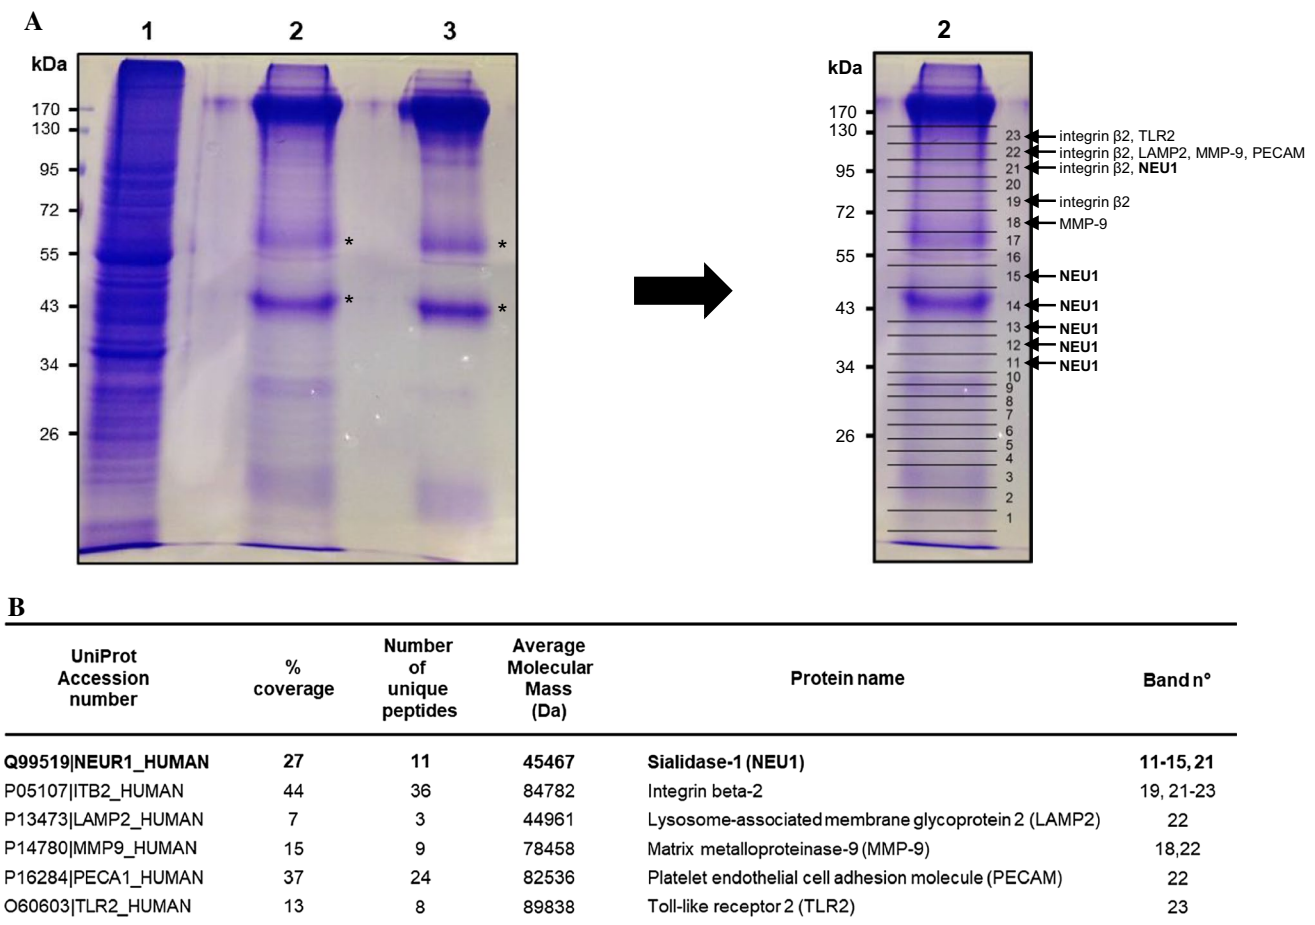 A
1 2 3
kDa
170
130
95
72
55
43
34
26
*
*
*
*
2
kDa
170
130
95
72
55
43
34
26
23 integrin β2, TLR2
22 integrin β2, LAMP2, MMP-9, PECAM
21 integrin β2, NEU1
20
19 integrin β2
18 MMP-9
17
16
15 NEU1
14 NEU1
13 NEU1
12 NEU1
11 NEU1
10
9
8
7
6
5
4
3
2
1
B
UniProt Accession number % coverage Number of unique peptides Average Molecular Mass (Da) Protein name Band n°
Q99519|NEUR1_HUMAN 27 11 45467 Sialidase-1 (NEU1) 11-15, 21
P05107|ITB2_HUMAN 44 36 84782 Integrin beta-2 19, 21-23
P13473|LAMP2_HUMAN 7 3 44961 Lysosome-associated membrane glycoprotein 2 (LAMP2) 22
P14780|MMP9_HUMAN 15 9 78458 Matrix metalloproteinase-9 (MMP-9) 18,22
P16284|PECA1_HUMAN 37 24 82536 Platelet endothelial cell adhesion molecule (PECAM) 22
O60603|TLR2_HUMAN 13 8 89838 Toll-like receptor 2 (TLR2) 23